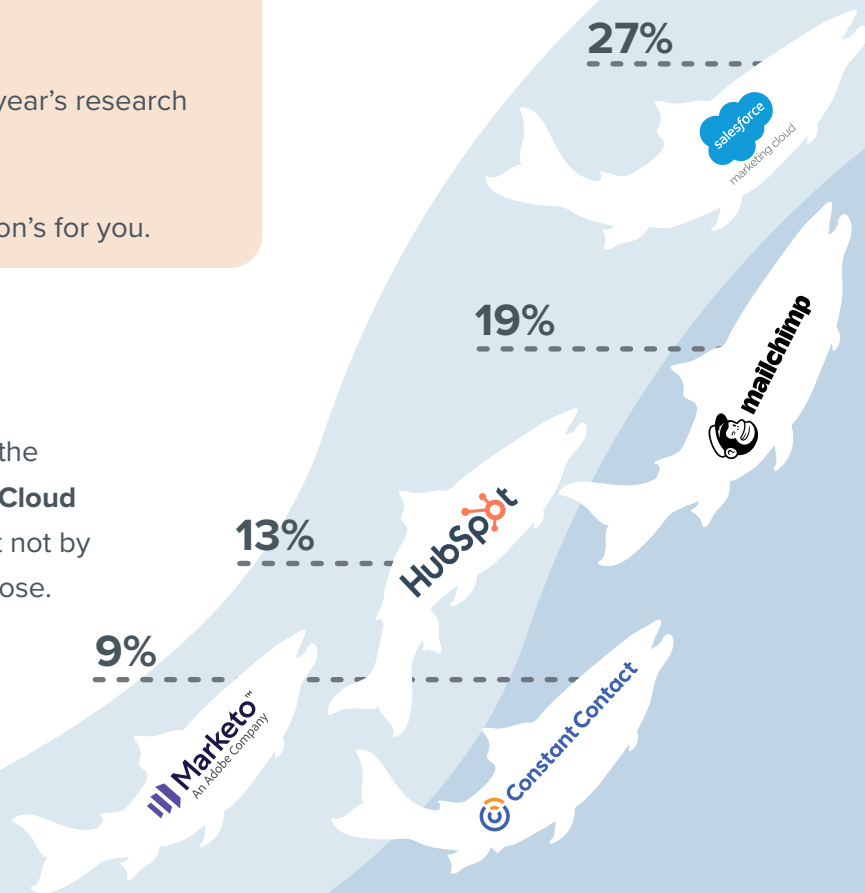 year's research
on's for you.
27%
salesforce
marketing cloud
19%
mailchimp
the
Cloud
t not by
ose.
13%
HubSpot
9%
Marketo™
An Adobe Company
Constant Contact